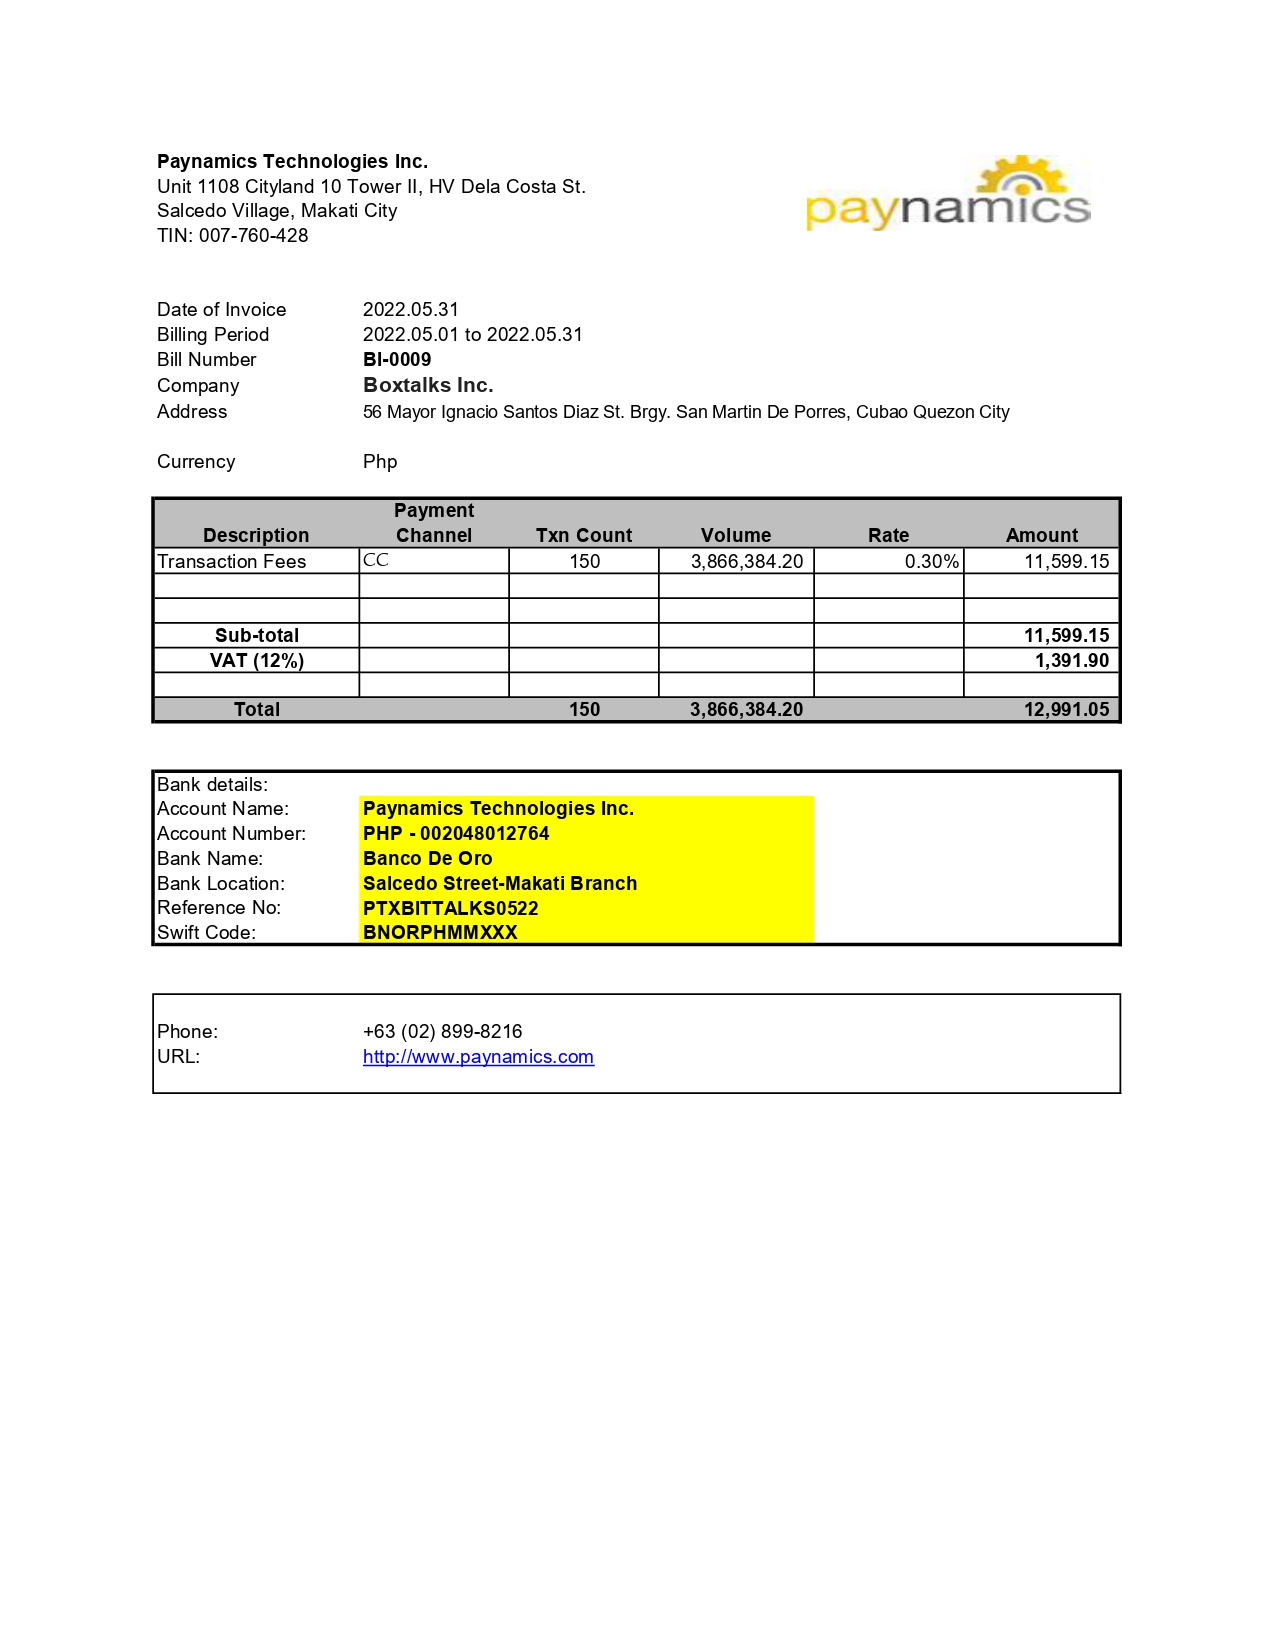 Paynamics Technologies Inc.
Unit 1108 Cityland 10 Tower II, HV Dela Costa St.
Salcedo Village, Makati City
TIN: 007-760-428
paynamics
Date of Invoice 2022.05.31
Billing Period 2022.05.01 to 2022.05.31
Bill Number BI-0009
Company Boxtalks Inc.
Address 56 Mayor Ignacio Santos Diaz St. Brgy. San Martin De Porres, Cubao Quezon City
Currency Php
Description Payment Channel Txn Count Volume Rate Amount
Transaction Fees CC 150 3,866,384.20 0.30% 11,599.15
Sub-total 11,599.15
VAT (12%) 1,391.90
Total 150 3,866,384.20 12,991.05
Bank details:
Account Name: Paynamics Technologies Inc.
Account Number: PHP - 002048012764
Bank Name: Banco De Oro
Bank Location: Salcedo Street-Makati Branch
Reference No: PTXBITTALKS0522
Swift Code: BNORPHMMXXX
Phone: +63 (02) 899-8216
URL: http://www.paynamics.com